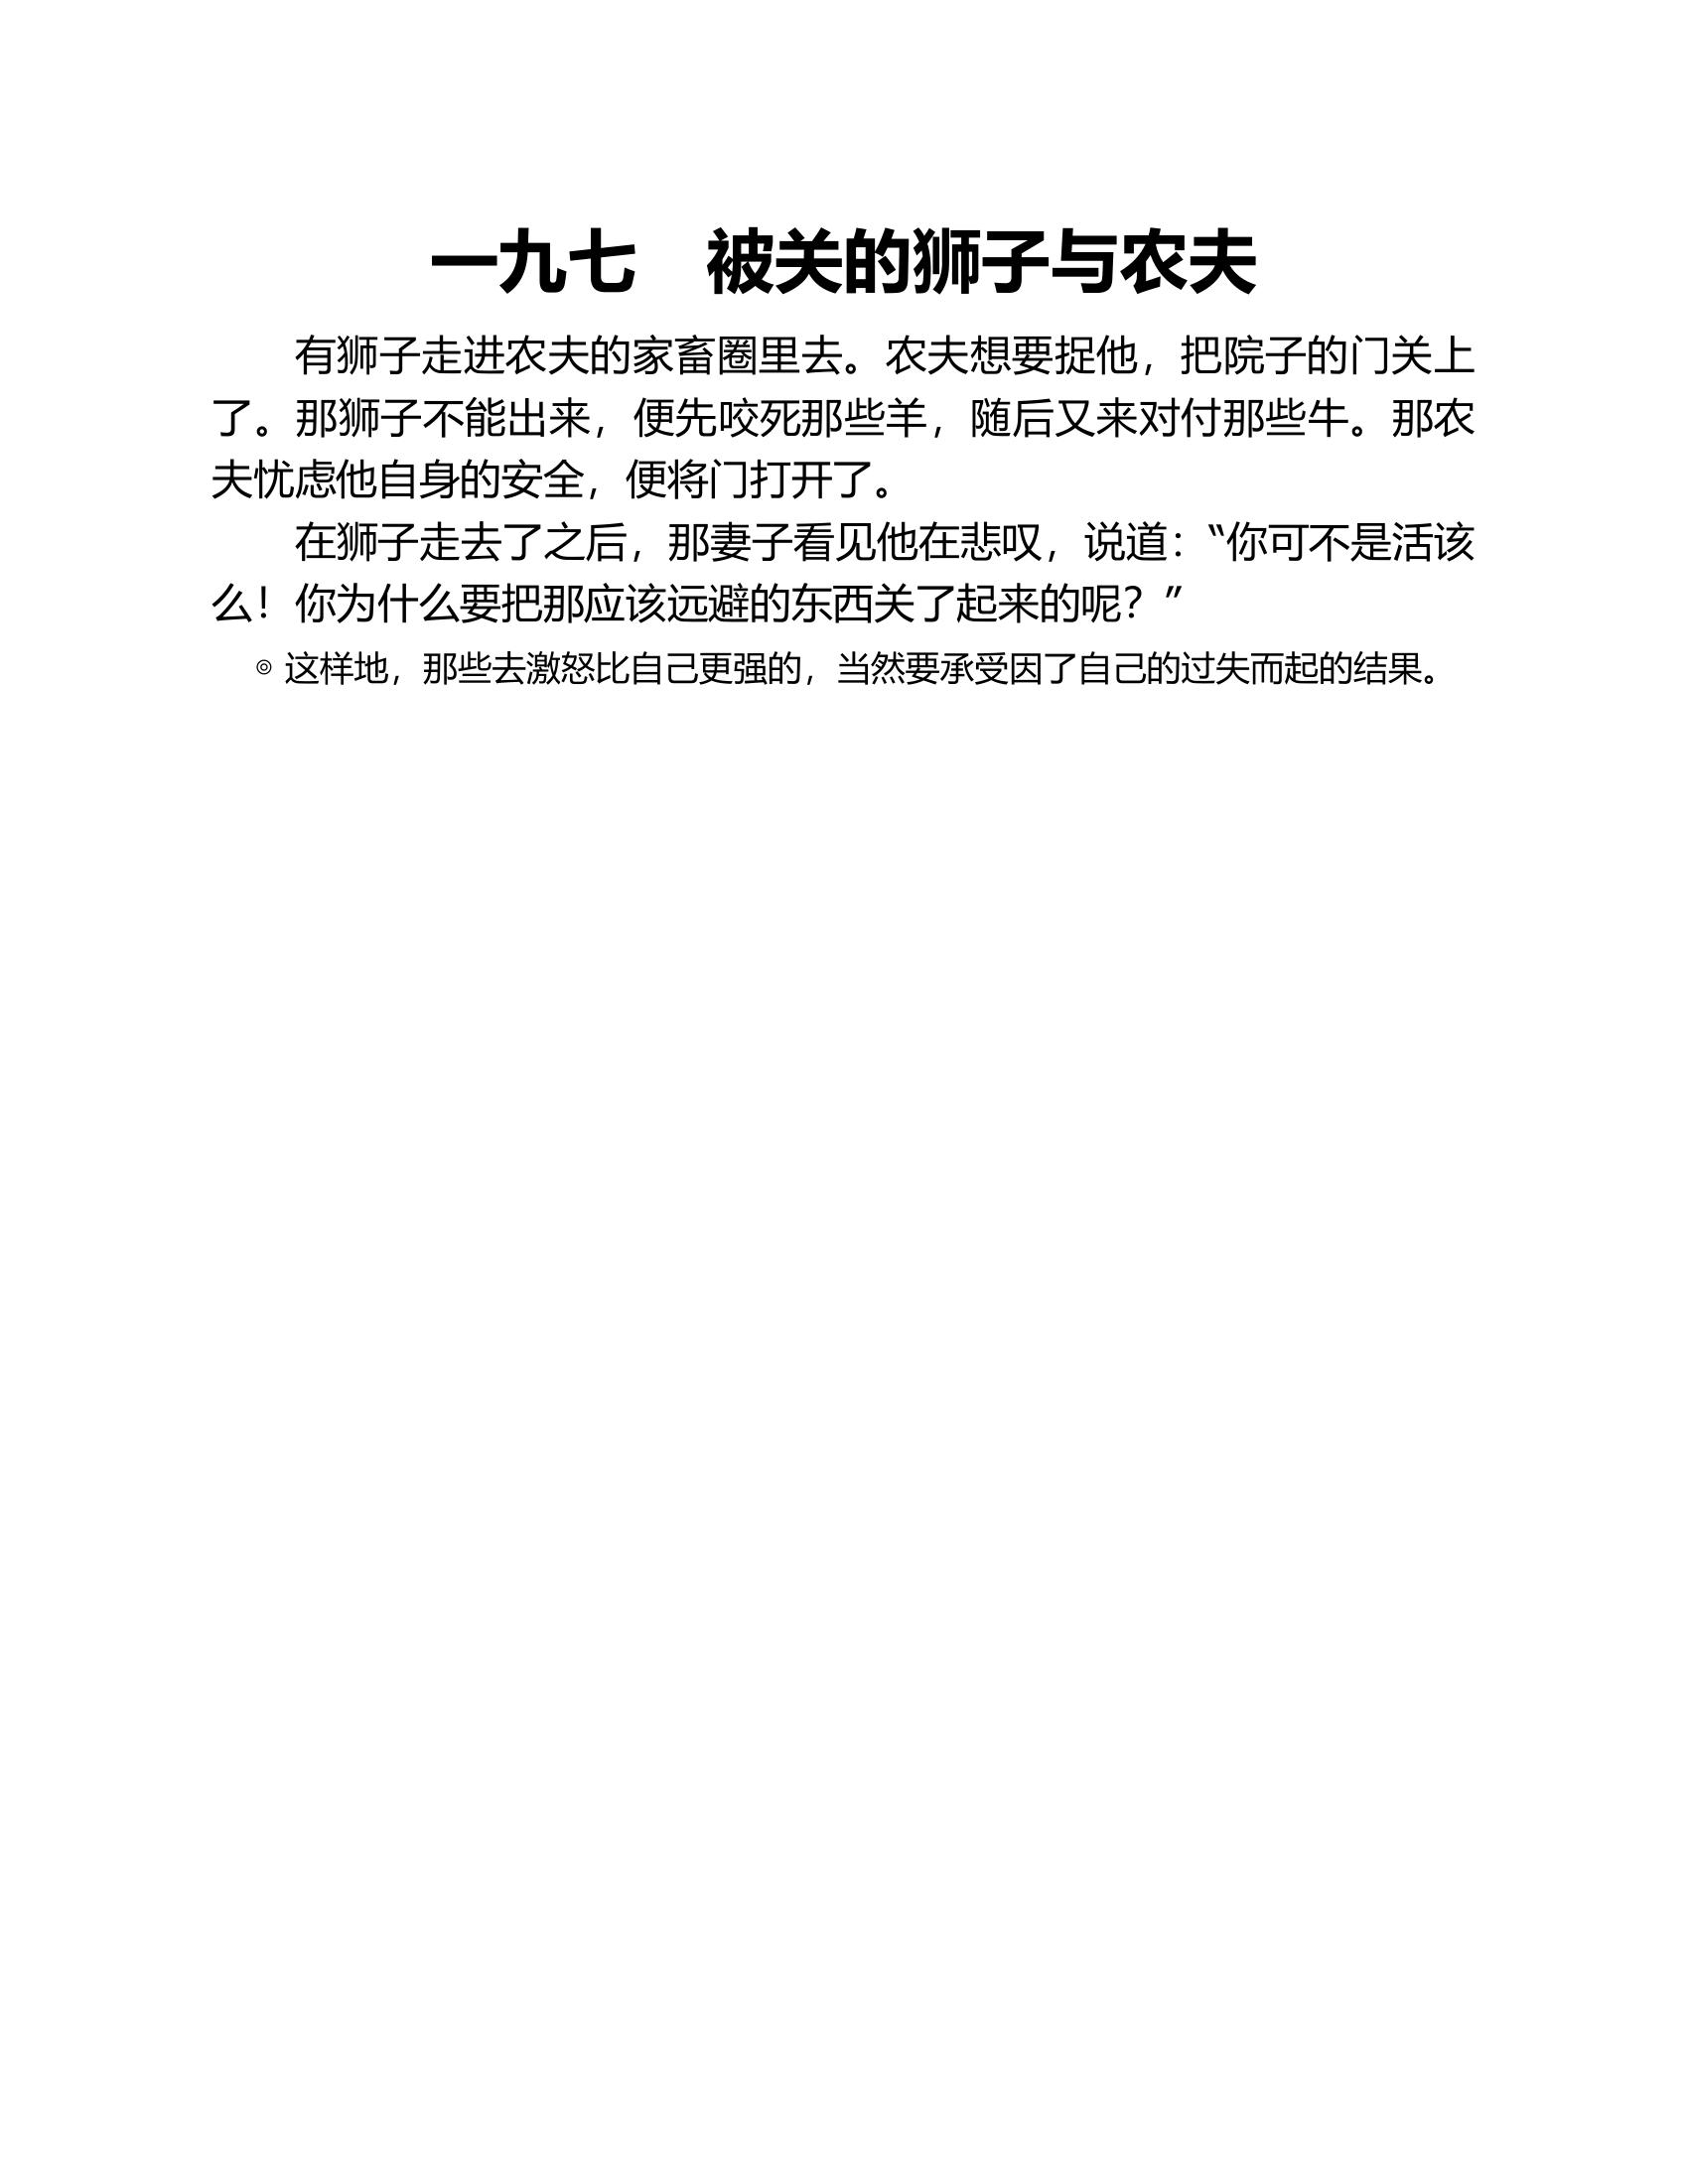 一九七　被关的狮子与农夫
有狮子走进农夫的家畜圈里去。农夫想要捉他，把院子的门关上
了。那狮子不能出来，便先咬死那些羊，随后又来对付那些牛。那农
夫忧虑他自身的安全，便将门打开了。
在狮子走去了之后，那妻子看见他在悲叹，说道：“你可不是活该
么！你为什么要把那应该远避的东西关了起来的呢？”
◎ 这样地，那些去激怒比自己更强的，当然要承受因了自己的过失而起的结果。